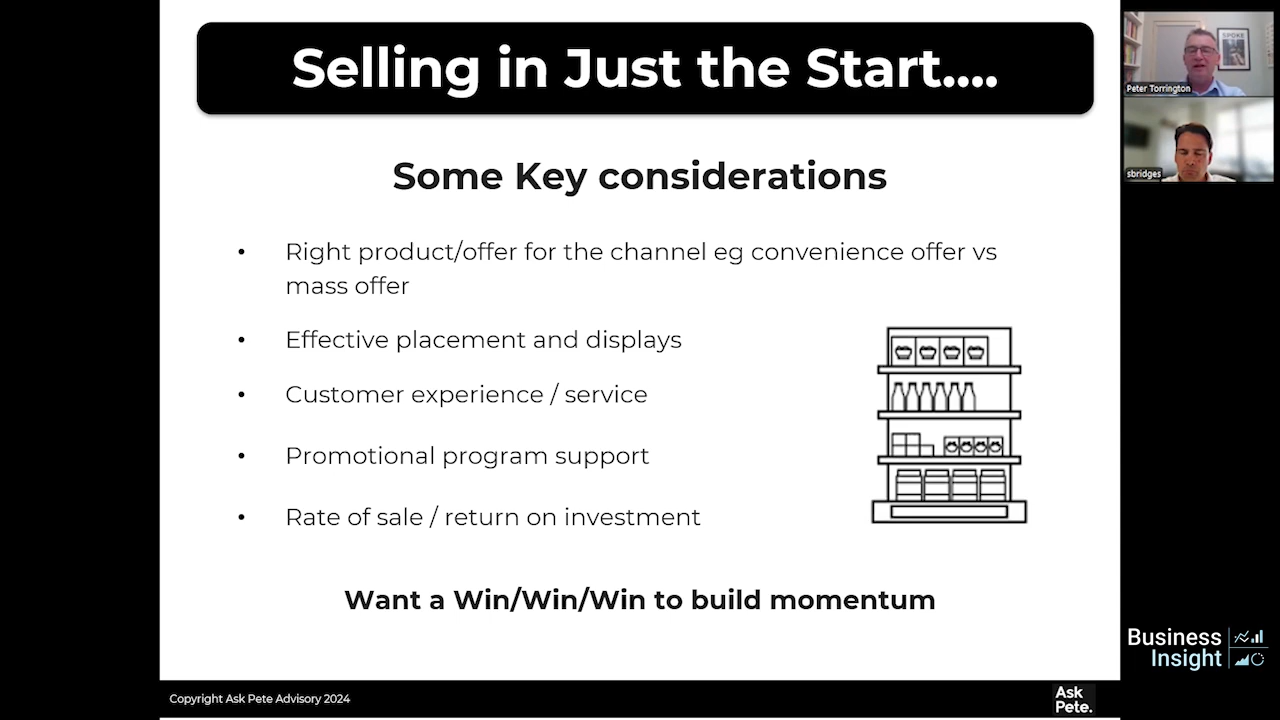 Selling in Just the Start....
Some Key considerations
• Right product/offer for the channel eg convenience offer vs
mass offer
• Effective placement and displays
• Customer experience / service
• Promotional program support
• Rate of sale / return on investment
Want a Win/Win/Win to build momentum
Copyright Ask Pete Advisory 2024
Ask
Pete.
SPOKE
Peter Torrington
sbridges
Business
Insight